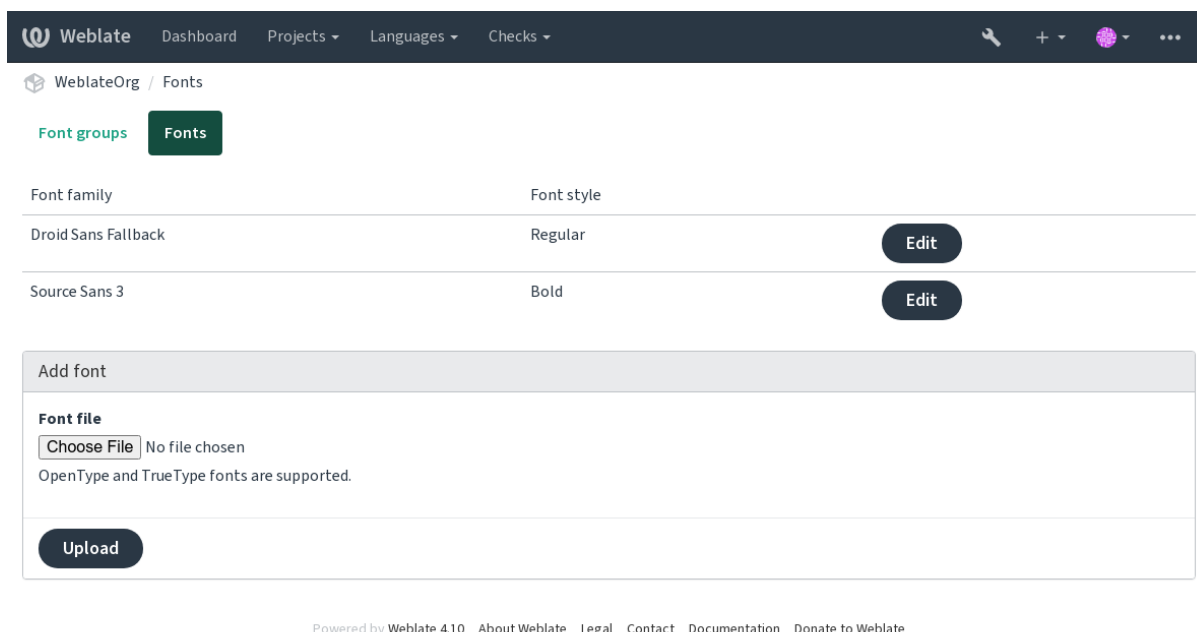 Weblate Dashboard Projects Languages Checks
WeblateOrg / Fonts
Font groups Fonts
Font family Font style
Droid Sans Fallback Regular Edit
Source Sans 3 Bold Edit
Add font
Font file
Choose File No file chosen
OpenType and TrueType fonts are supported.
Upload
Powered by Weblate 4.10 About Weblate Legal Contact Documentation Donate to Weblate